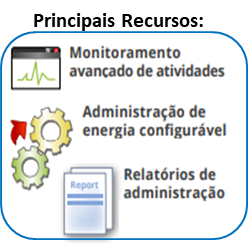 Principais Recursos:
Monitoramento
avançado de atividades
Administração de
energia configurável
Relatórios de
administração
Report